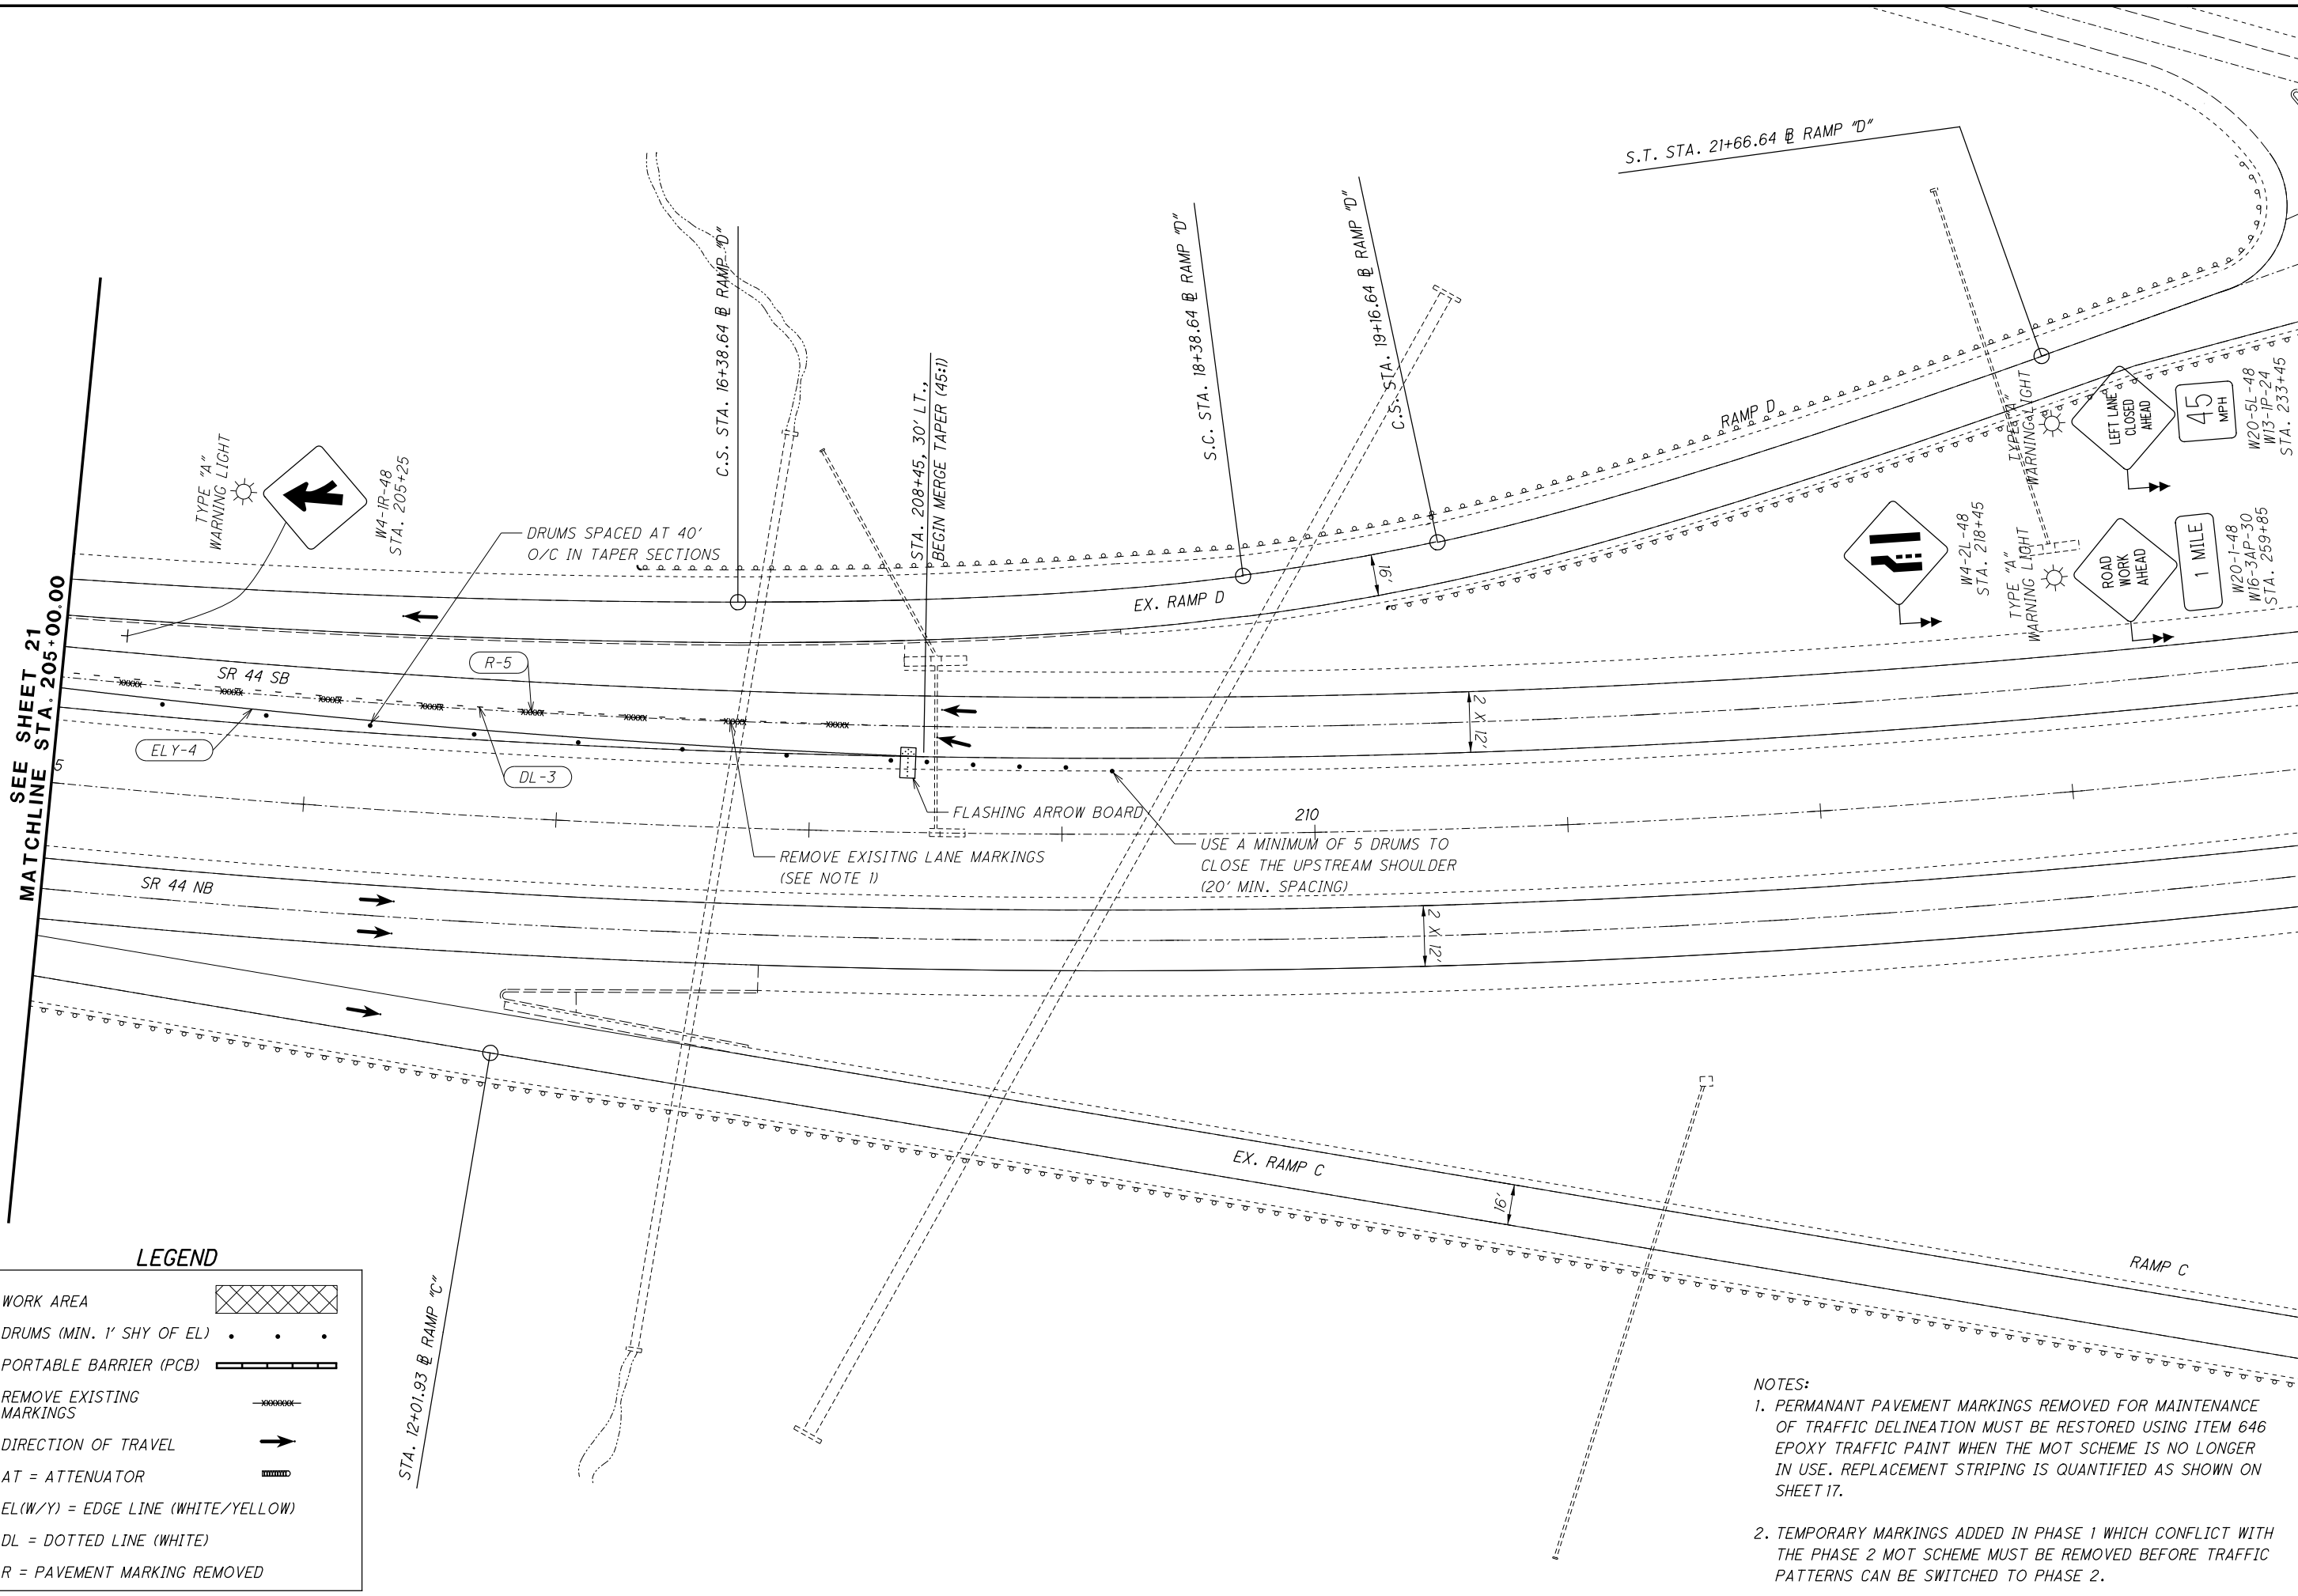 S.T. STA. 21+66.64 ⅊ RAMP "D"
C.S. STA. 16+38.64 ⅊ RAMP "D"
S.C. STA. 18+38.64 ⅊ RAMP "D"
C.S. STA. 19+16.64 ⅊ RAMP "D"
STA. 208+45, 30' LT.,
BEGIN MERGE TAPER (45:1)
TYPE "A"
WARNING LIGHT
W4-1R-48
STA. 205+25
DRUMS SPACED AT 40'
O/C IN TAPER SECTIONS
RAMP D
EX. RAMP D
16'
TYPE "A"
WARNING LIGHT
LEFT LANE
CLOSED
AHEAD
45
MPH
W20-5L-48
W13-1P-24
STA. 233+45
W4-2L-48
STA. 218+45
TYPE "A"
WARNING LIGHT
ROAD
WORK
AHEAD
1 MILE
W20-1-48
W16-3AP-30
STA. 259+85
SEE SHEET 21
MATCHLINE STA. 205+00.00
SR 44 SB
R-5
ELY-4
DL-3
2 X 12'
5
FLASHING ARROW BOARD
210
REMOVE EXISITNG LANE MARKINGS
(SEE NOTE 1)
USE A MINIMUM OF 5 DRUMS TO
CLOSE THE UPSTREAM SHOULDER
(20' MIN. SPACING)
SR 44 NB
2 X 12'
EX. RAMP C
16'
RAMP C
STA. 12+01.93 ⅊ RAMP "C"
LEGEND
WORK AREA
DRUMS (MIN. 1' SHY OF EL)
PORTABLE BARRIER (PCB)
REMOVE EXISTING
MARKINGS
DIRECTION OF TRAVEL
AT = ATTENUATOR
EL(W/Y) = EDGE LINE (WHITE/YELLOW)
DL = DOTTED LINE (WHITE)
R = PAVEMENT MARKING REMOVED
NOTES:
1. PERMANANT PAVEMENT MARKINGS REMOVED FOR MAINTENANCE
OF TRAFFIC DELINEATION MUST BE RESTORED USING ITEM 646
EPOXY TRAFFIC PAINT WHEN THE MOT SCHEME IS NO LONGER
IN USE. REPLACEMENT STRIPING IS QUANTIFIED AS SHOWN ON
SHEET 17.
2. TEMPORARY MARKINGS ADDED IN PHASE 1 WHICH CONFLICT WITH
THE PHASE 2 MOT SCHEME MUST BE REMOVED BEFORE TRAFFIC
PATTERNS CAN BE SWITCHED TO PHASE 2.